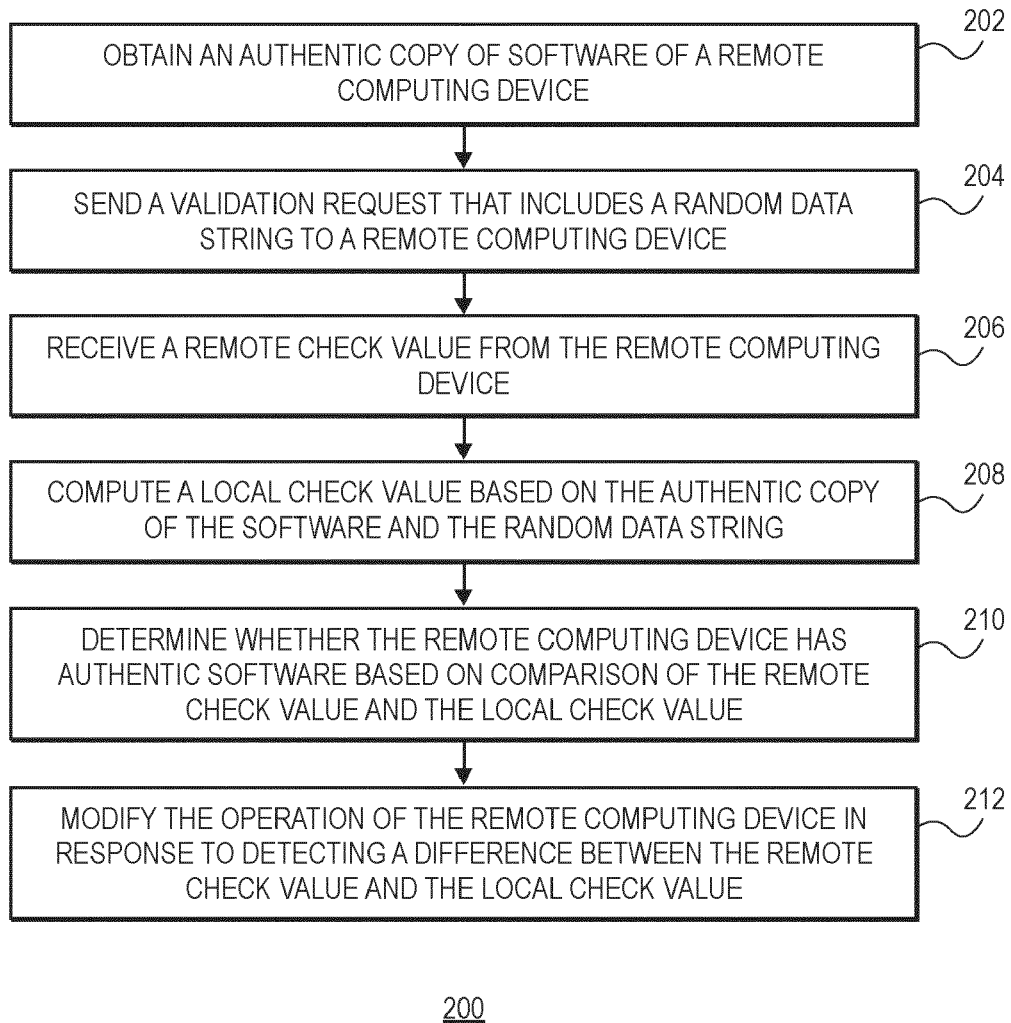 202
OBTAIN AN AUTHENTIC COPY OF SOFTWARE OF A REMOTE
COMPUTING DEVICE
204
SEND A VALIDATION REQUEST THAT INCLUDES A RANDOM DATA
STRING TO A REMOTE COMPUTING DEVICE
206
RECEIVE A REMOTE CHECK VALUE FROM THE REMOTE COMPUTING
DEVICE
208
COMPUTE A LOCAL CHECK VALUE BASED ON THE AUTHENTIC COPY
OF THE SOFTWARE AND THE RANDOM DATA STRING
210
DETERMINE WHETHER THE REMOTE COMPUTING DEVICE HAS
AUTHENTIC SOFTWARE BASED ON COMPARISON OF THE REMOTE
CHECK VALUE AND THE LOCAL CHECK VALUE
212
MODIFY THE OPERATION OF THE REMOTE COMPUTING DEVICE IN
RESPONSE TO DETECTING A DIFFERENCE BETWEEN THE REMOTE
CHECK VALUE AND THE LOCAL CHECK VALUE
200